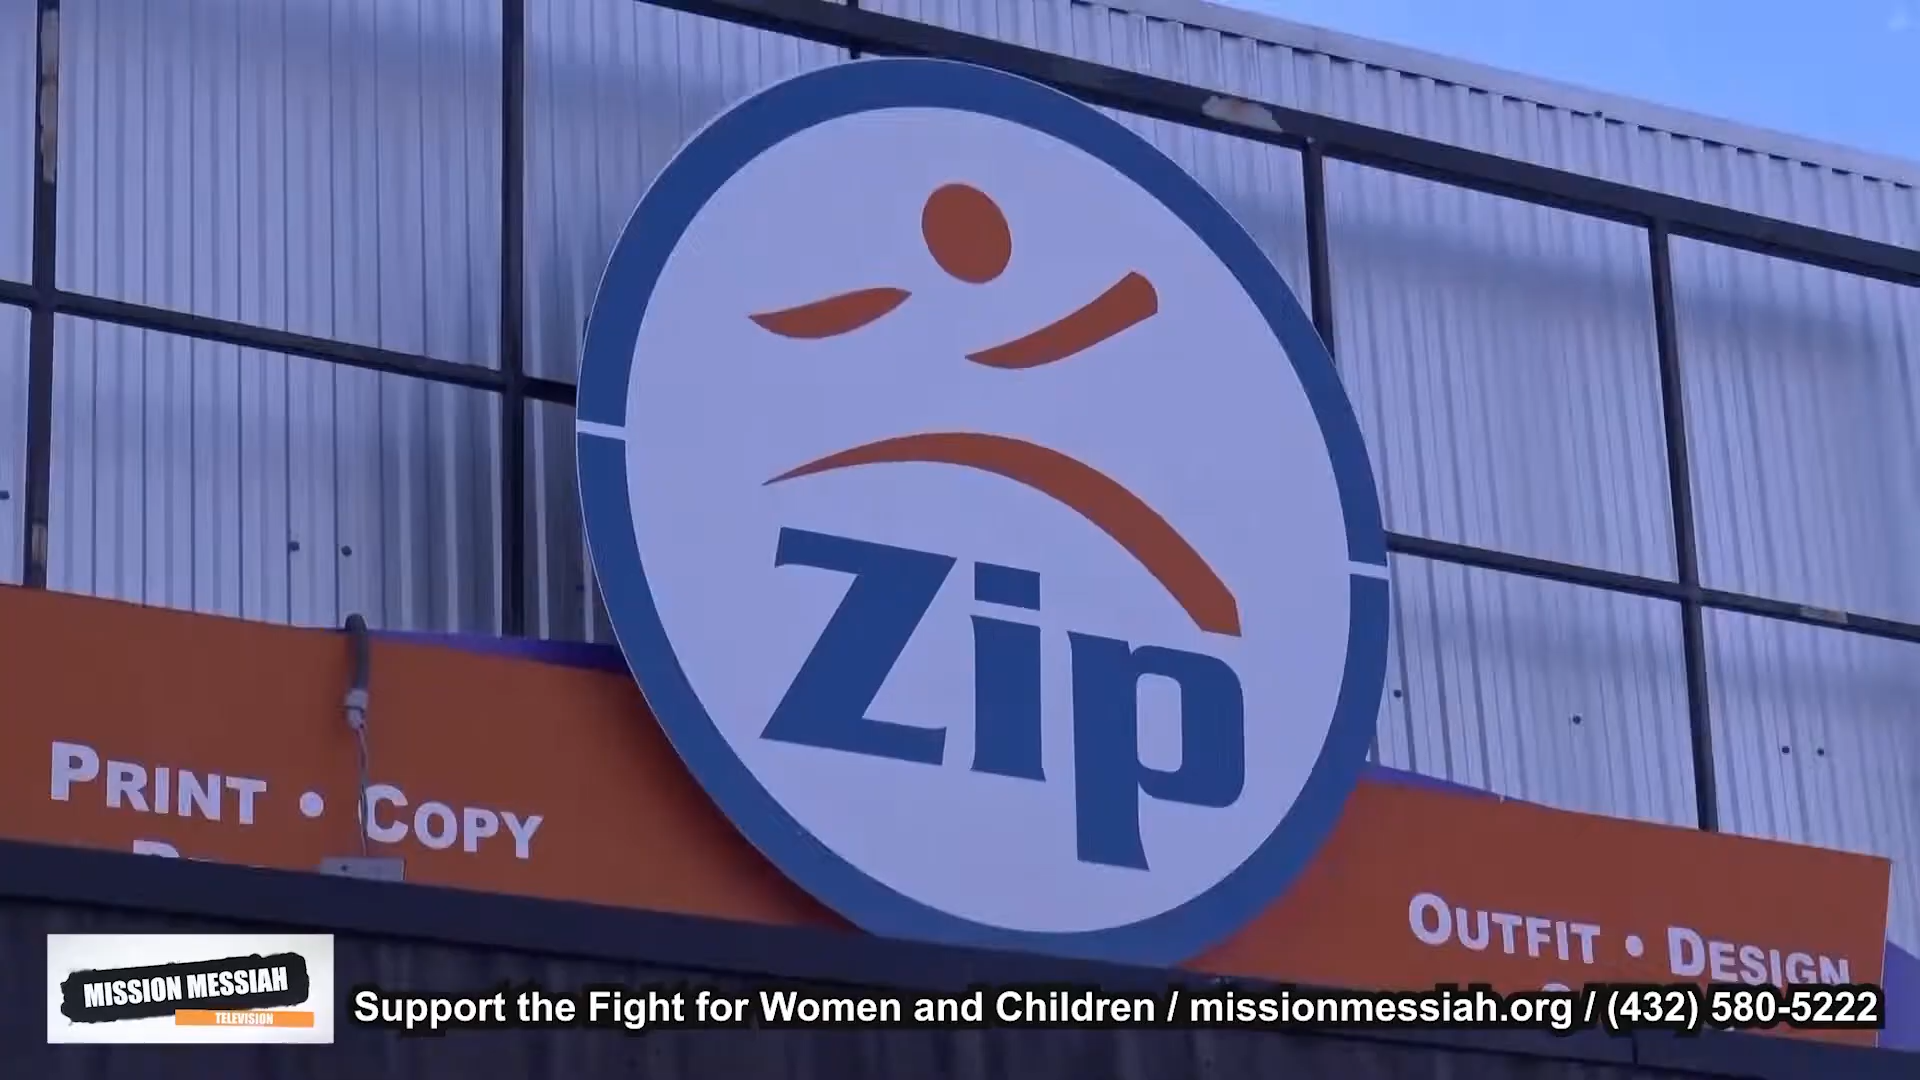 Zip
PRINT • COPY
OUTFIT • DESIGN
MISSION MESSIAH
TELEVISION
Support the Fight for Women and Children / missionmessiah.org / (432) 580-5222